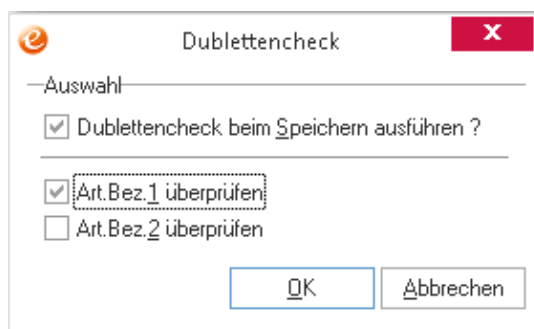 Dublettencheck
Auswahl
Dublettencheck beim Speichern ausführen ?
Art.Bez.1 überprüfen
Art.Bez.2 überprüfen
OK Abbrechen